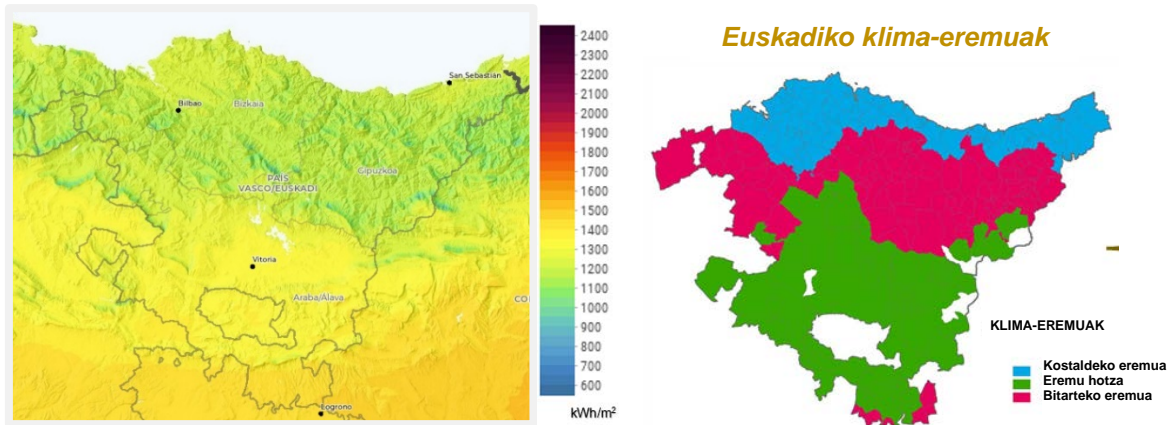 San Sebastián
Bilbao
Bizkaia
Gipuzkoa
PAÍS
VASCO/EUSKADI
Vitoria
Araba/Álava
Logroño
2400
2300
2200
2100
2000
1900
1800
1700
1600
1500
1400
1300
1200
1100
1000
900
800
700
600
kWh/m²
Euskadiko klima-eremuak
KLIMA-EREMUAK
Kostaldeko eremua
Eremu hotza
Bitarteko eremua